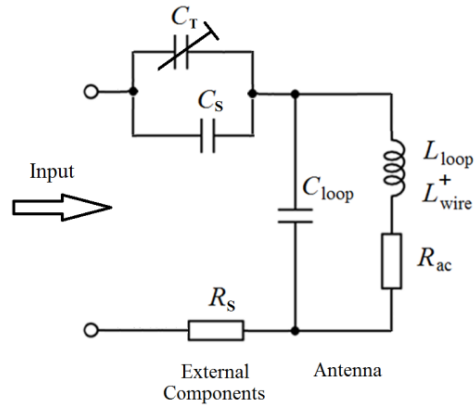 C_T
C_S
Input
C_loop
L_loop
+
L_wire
R_ac
R_S
External
Components
Antenna